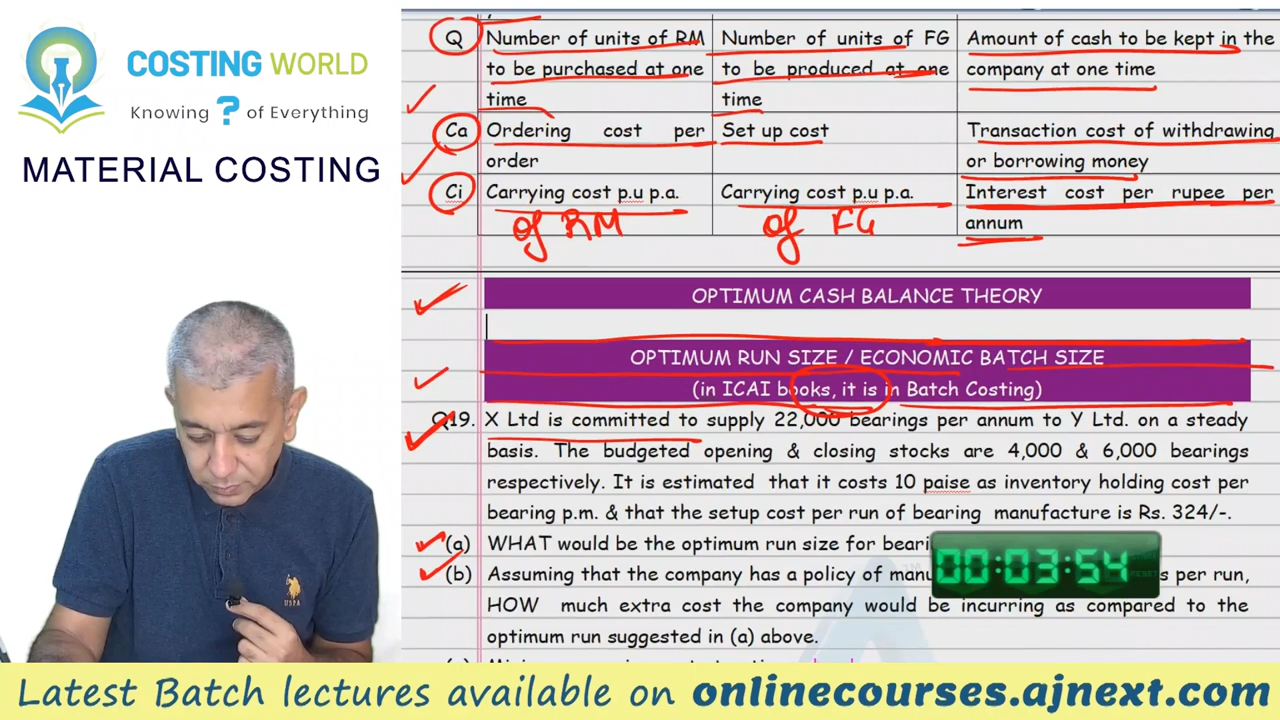 COSTING WORLD
Knowing ? of Everything
MATERIAL COSTING
Q Number of units of RM to be purchased at one time
Number of units of FG to be produced at one time
Amount of cash to be kept in the company at one time
Ca Ordering cost per order
Set up cost
Transaction cost of withdrawing or borrowing money
Ci Carrying cost p.u p.a.
of RM
Carrying cost p.u p.a.
of FG
Interest cost per rupee per annum
OPTIMUM CASH BALANCE THEORY
OPTIMUM RUN SIZE / ECONOMIC BATCH SIZE
(in ICAI books, it is in Batch Costing)
Q19. X Ltd is committed to supply 22,000 bearings per annum to Y Ltd. on a steady
basis. The budgeted opening & closing stocks are 4,000 & 6,000 bearings
respectively. It is estimated that it costs 10 paise as inventory holding cost per
bearing p.m. & that the setup cost per run of bearing manufacture is Rs. 324/-.
(a) WHAT would be the optimum run size for
(b) Assuming that the company has a policy of per run,
HOW much extra cost the company would be incurring as compared to the
optimum run suggested in (a) above.
00:03:54
USPA
Latest Batch lectures available on onlinecourses.ajnext.com